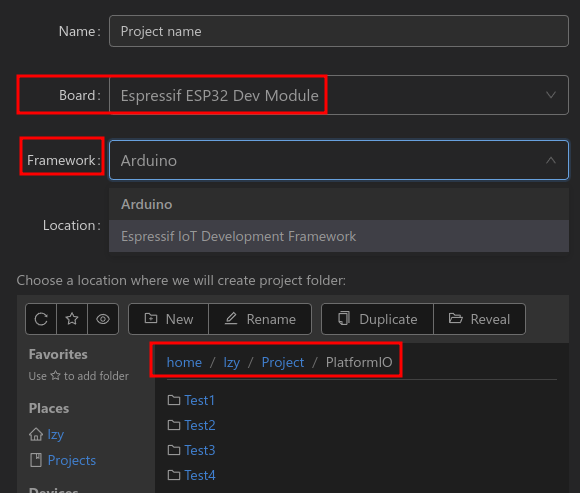 Name: Project name
Board: Espressif ESP32 Dev Module
Framework: Arduino
Arduino
Location: Espressif IoT Development Framework
Choose a location where we will create project folder:
New Rename Duplicate Reveal
Favorites
Use ☆ to add folder
Places
lzy
Projects
Devices
home / lzy / Project / PlatformIO
Test1
Test2
Test3
Test4